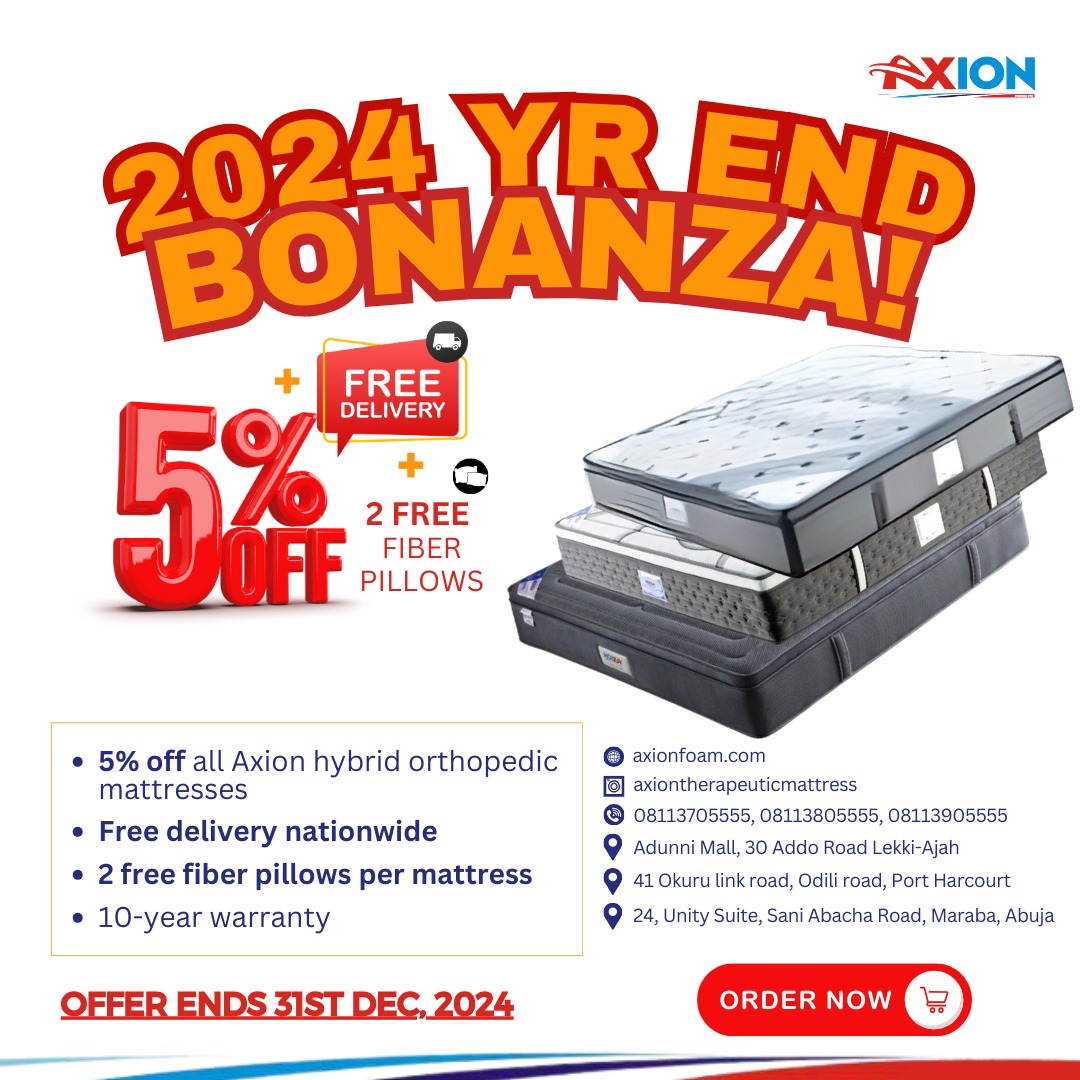 AXION
2024 YR END
BONANZA!
+
FREE
DELIVERY
5%
OFF
+
2 FREE
FIBER
PILLOWS
• 5% off all Axion hybrid orthopedic
mattresses
• Free delivery nationwide
• 2 free fiber pillows per mattress
• 10-year warranty
axionfoam.com
axiontherapeuticmattress
08113705555, 08113805555, 08113905555
Adunni Mall, 30 Addo Road Lekki-Ajah
41 Okuru link road, Odili road, Port Harcourt
24, Unity Suite, Sani Abacha Road, Maraba, Abuja
OFFER ENDS 31ST DEC, 2024
ORDER NOW